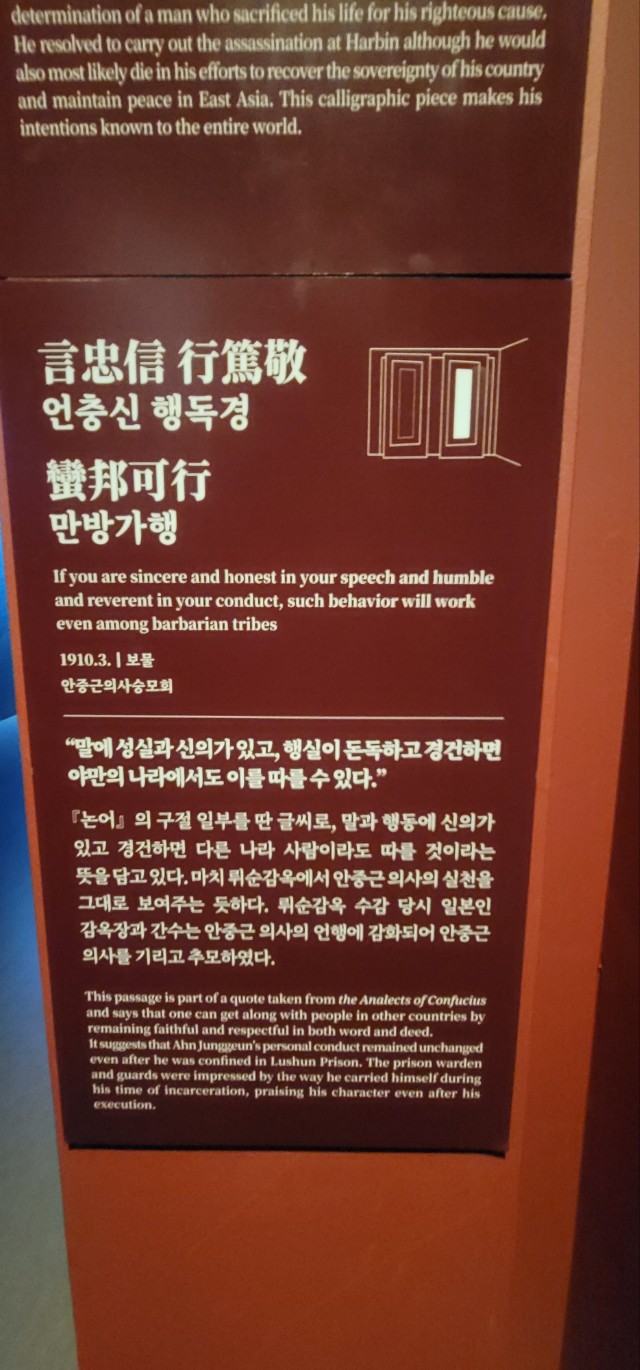 determination of a man who sacrificed his life for his righteous cause.
He resolved to carry out the assassination at Harbin although he would
also most likely die in his efforts to recover the sovereignty of his country
and maintain peace in East Asia. This calligraphic piece makes his
intentions known to the entire world.
言忠信 行篤敬
언충신 행독경
蠻邦可行
만방가행
If you are sincere and honest in your speech and humble
and reverent in your conduct, such behavior will work
even among barbarian tribes
1910.3. | 보물
안중근의사숭모회
“말에 성실과 신의가 있고, 행실이 돈독하고 경건하면
야만의 나라에서도 이를 따를 수 있다.”
『논어』의 구절 일부를 딴 글씨로, 말과 행동에 신의가
있고 경건하면 다른 나라 사람이라도 따를 것이라는
뜻을 담고 있다. 마치 뤼순감옥에서 안중근 의사의 실천을
그대로 보여주는 듯하다. 뤼순감옥 수감 당시 일본인
감옥장과 간수는 안중근 의사의 언행에 감화되어 안중근
의사를 기리고 추모하였다.
This passage is part of a quote taken from the Analects of Confucius
and says that one can get along with people in other countries by
remaining faithful and respectful in both word and deed.
It suggests that Ahn Junggeun's personal conduct remained unchanged
even after he was confined in Lushun Prison. The prison warden
and guards were impressed by the way he carried himself during
his time of incarceration, praising his character even after his
execution.